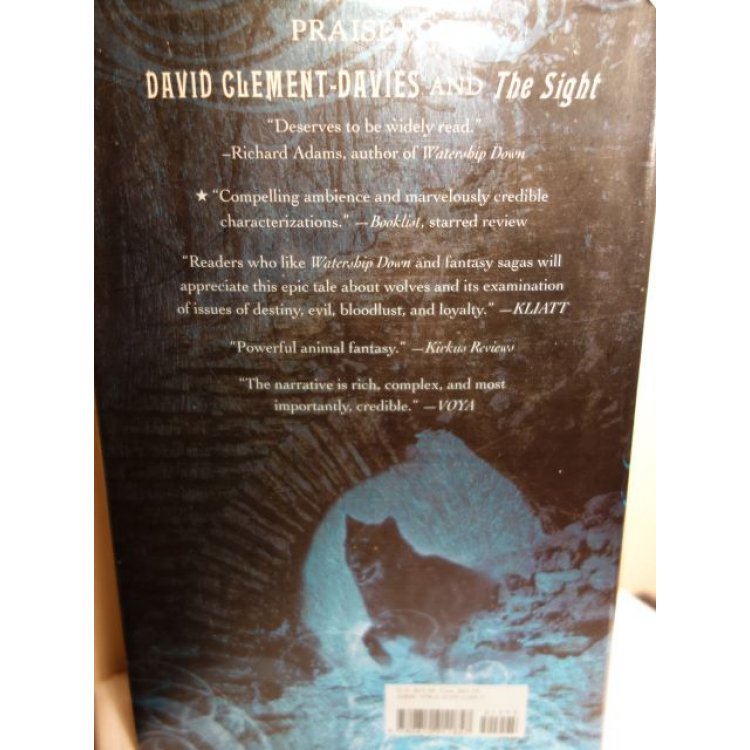 PRAISE
DAVID CLEMENT-DAVIES AND The Sight
“Deserves to be widely read.”
–Richard Adams, author of Watership Down
★ “Compelling ambience and marvelously credible
characterizations.” —Booklist, starred review
“Readers who like Watership Down and fantasy sagas will
appreciate this epic tale about wolves and its examination
of issues of destiny, evil, bloodlust, and loyalty.” —KLIATT
“Powerful animal fantasy.” —Kirkus Reviews
“The narrative is rich, complex, and most
importantly, credible.” —VOYA